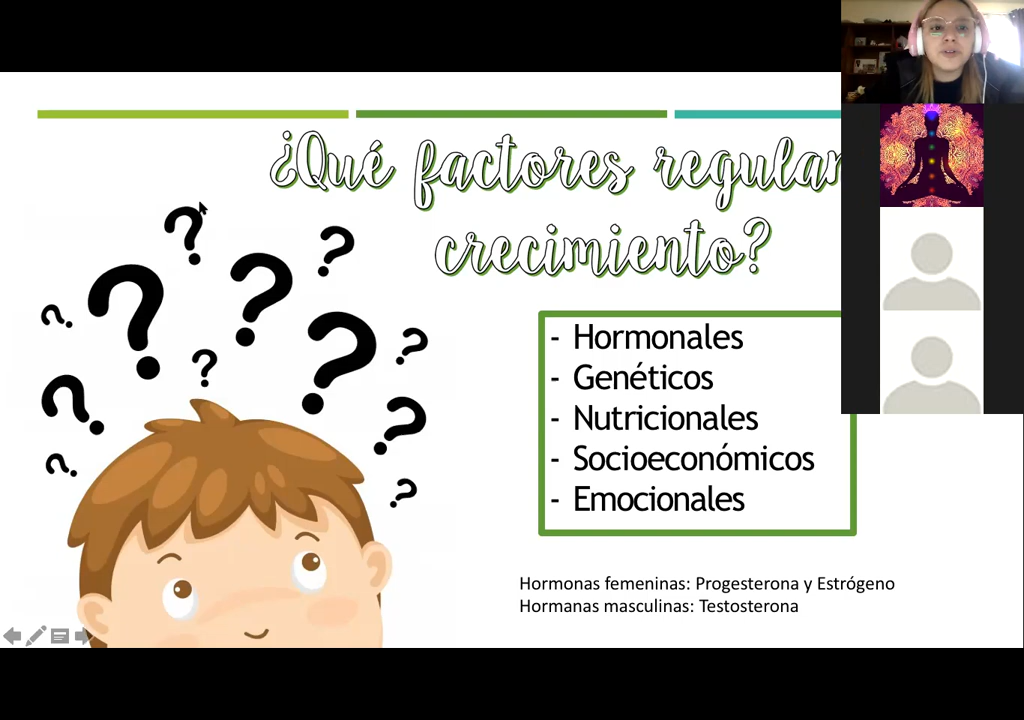 ¿Qué factores regulan
crecimiento?
- Hormonales
- Genéticos
- Nutricionales
- Socioeconómicos
- Emocionales
Hormonas femeninas: Progesterona y Estrógeno
Hormanas masculinas: Testosterona